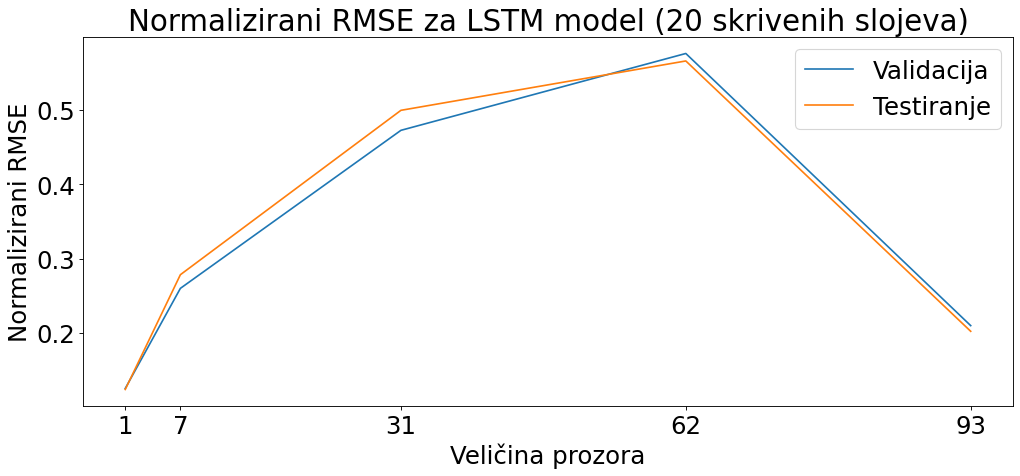 Normalizirani RMSE za LSTM model (20 skrivenih slojeva)
Validacija
Testiranje
Normalizirani RMSE
0.5
0.4
0.3
0.2
1 7 31 62 93
Veličina prozora